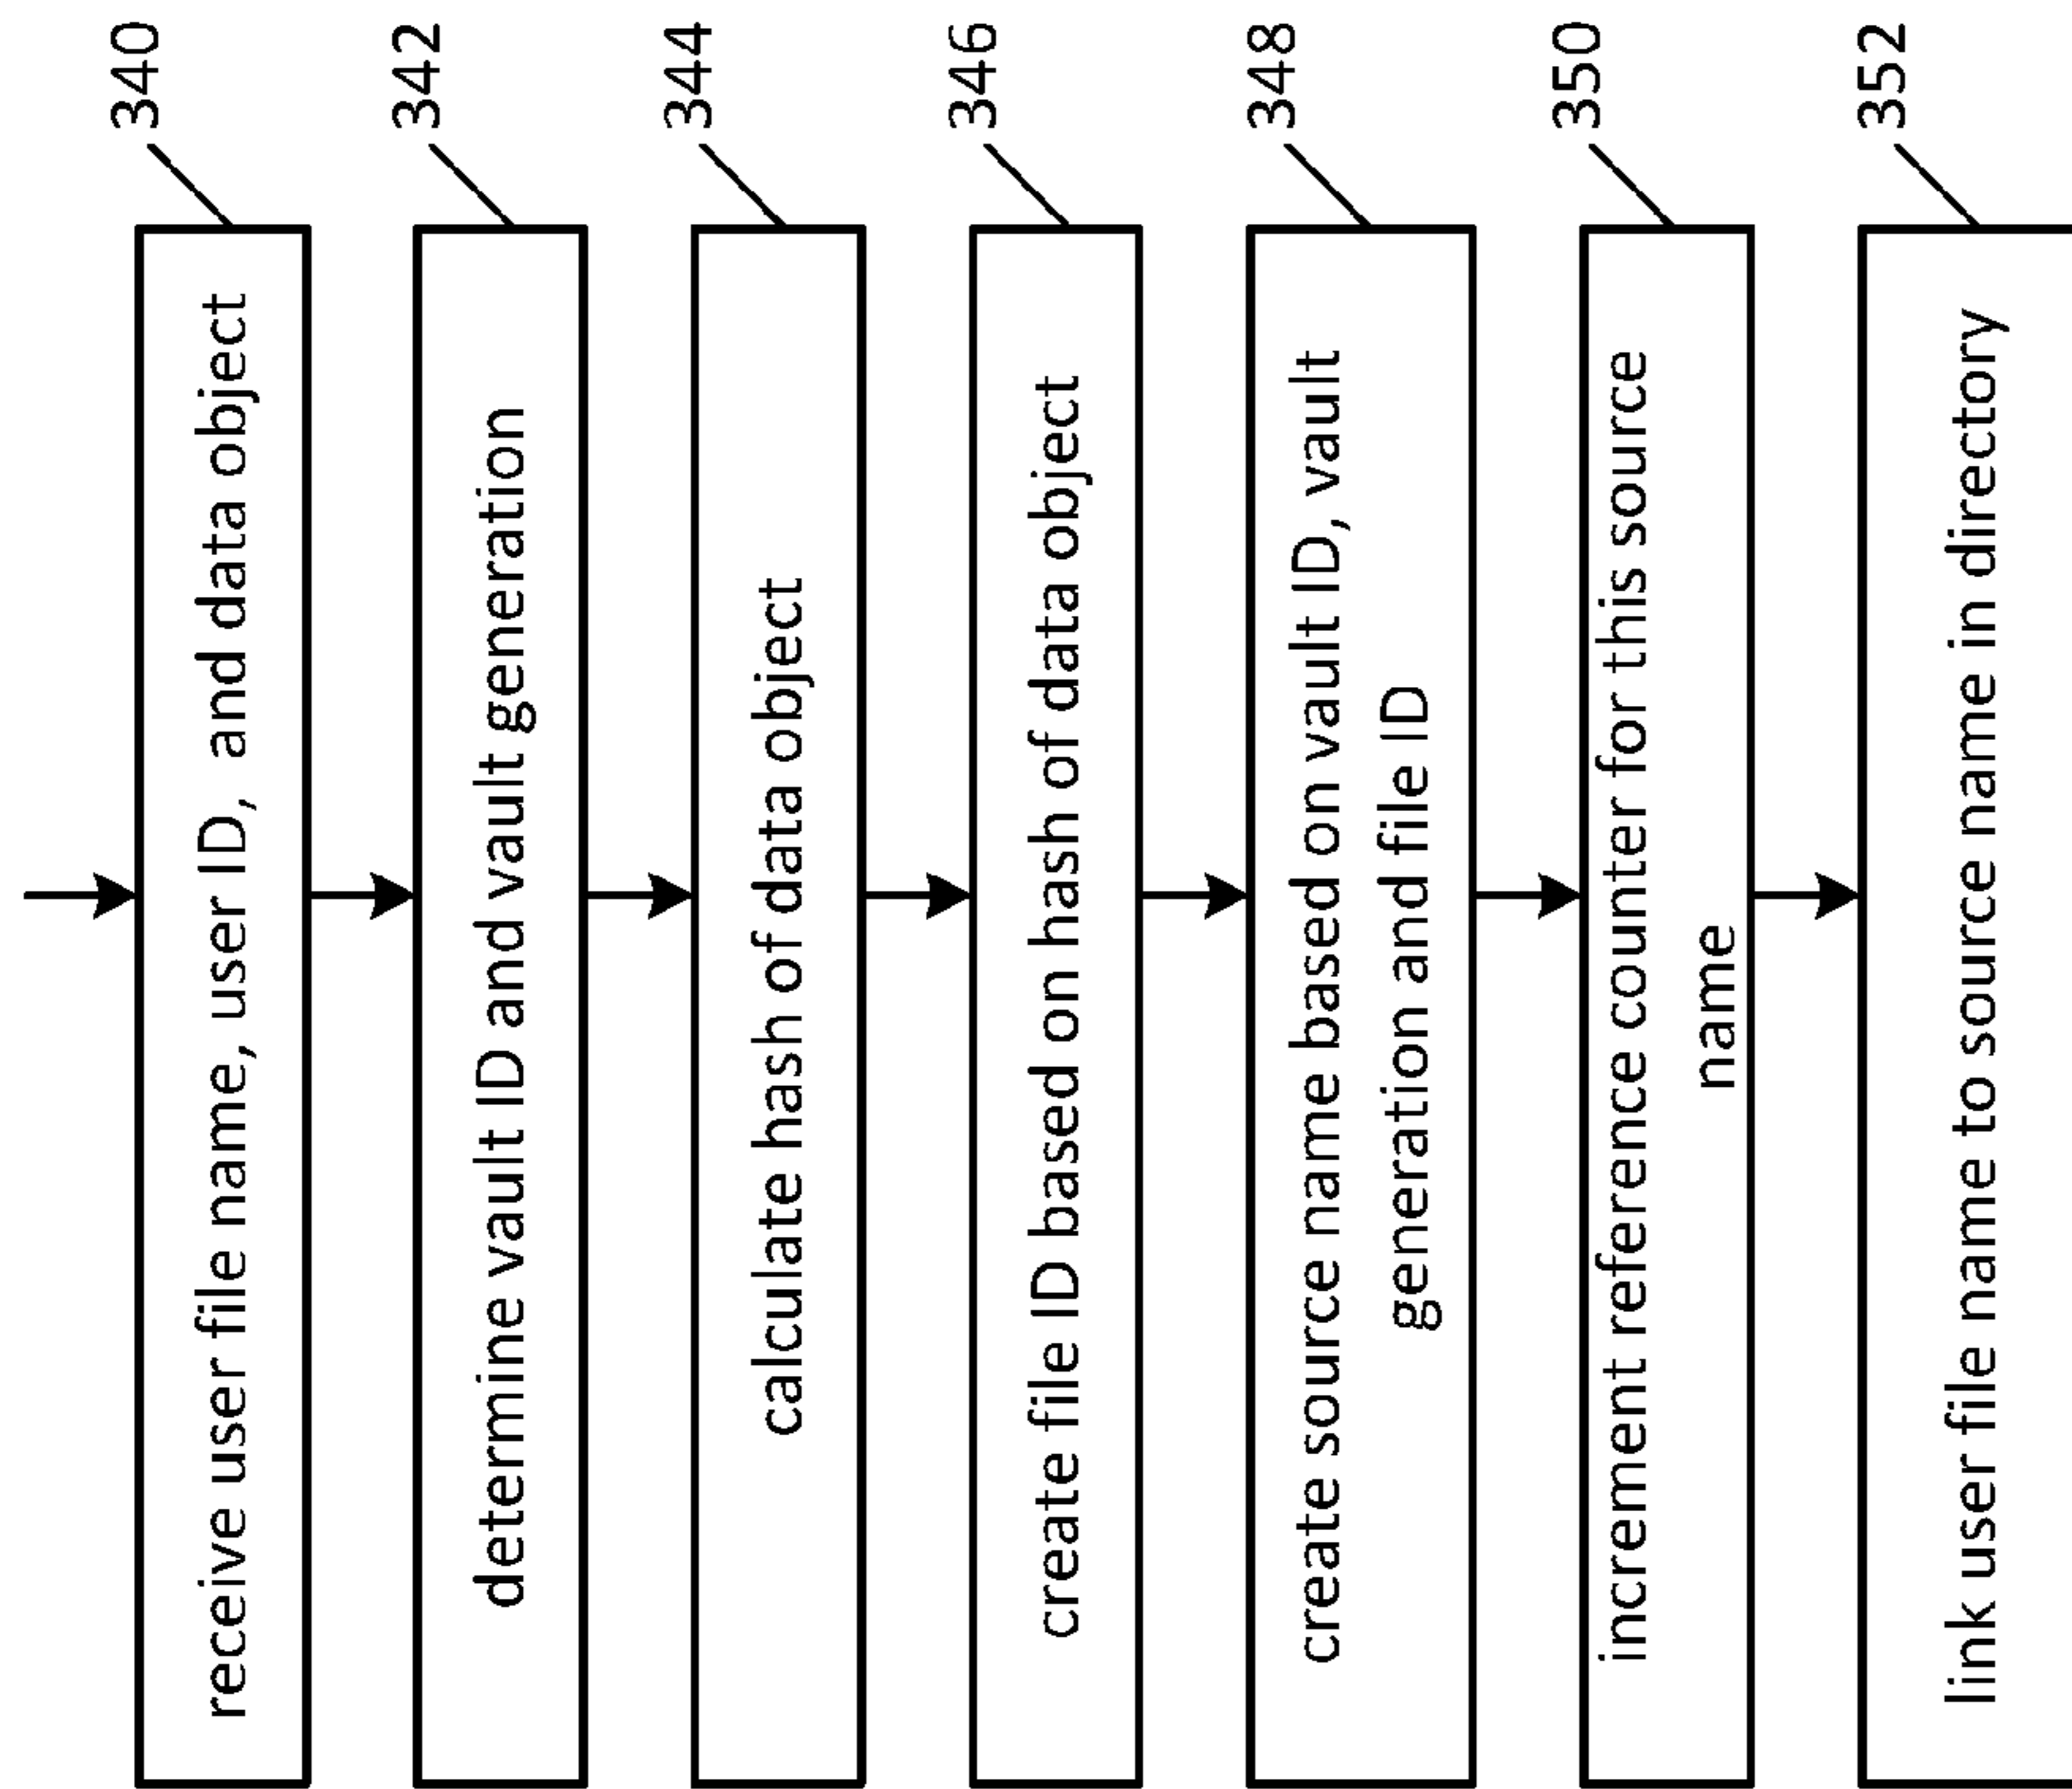 receive user file name, user ID, and data object
340
determine vault ID and vault generation
342
calculate hash of data object
344
create file ID based on hash of data object
346
create source name based on vault ID, vault
generation and file ID
348
increment reference counter for this source
name
350
link user file name to source name in directory
352